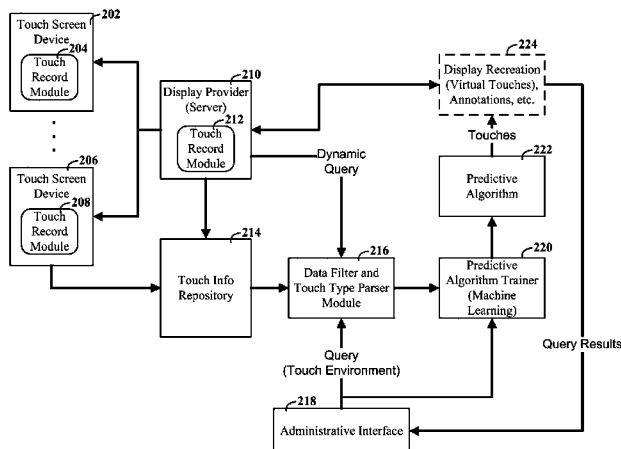 202
Touch Screen
Device
204
Touch
Record
Module
206
Touch Screen
Device
208
Touch
Record
Module
210
Display Provider
(Server)
212
Touch
Record
Module
Dynamic
Query
214
Touch Info
Repository
216
Data Filter and
Touch Type Parser
Module
Query
(Touch Environment)
218
Administrative Interface
220
Predictive
Algorithm Trainer
(Machine
Learning)
222
Predictive
Algorithm
Touches
224
Display Recreation
(Virtual Touches),
Annotations, etc.
Query Results